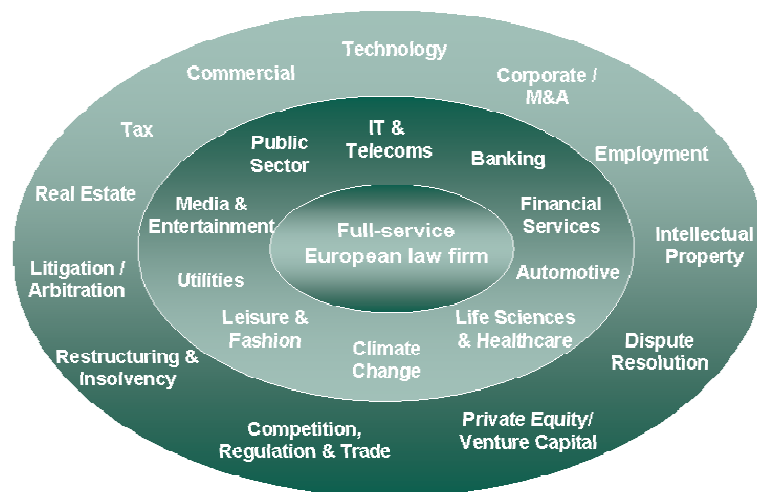 Technology
Commercial
Corporate /
M&A
Tax
IT &
Telecoms
Public
Sector
Banking
Employment
Real Estate
Media &
Entertainment
Financial
Services
Full-service
European law firm
Intellectual
Property
Litigation /
Arbitration
Utilities
Automotive
Leisure &
Fashion
Life Sciences
& Healthcare
Climate
Change
Dispute
Resolution
Restructuring &
Insolvency
Competition,
Regulation & Trade
Private Equity/
Venture Capital